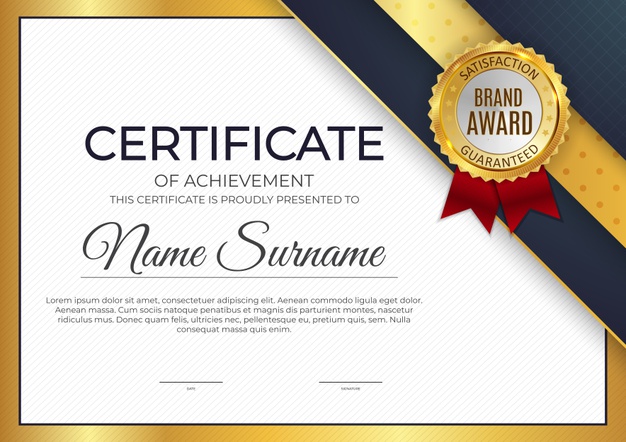 SATISFACTION
BRAND
AWARD
GUARANTEED
CERTIFICATE
OF ACHIEVEMENT
THIS CERTIFICATE IS PROUDLY PRESENTED TO
Name Surname
Lorem ipsum dolor sit amet, consectetuer adipiscing elit. Aenean commodo ligula eget dolor.
Aenean massa. Cum sociis natoque penatibus et magnis dis parturient montes, nascetur
ridiculus mus. Donec quam felis, ultricies nec, pellentesque eu, pretium quis, sem. Nulla
consequat massa quis enim.
DATE
SIGNATURE